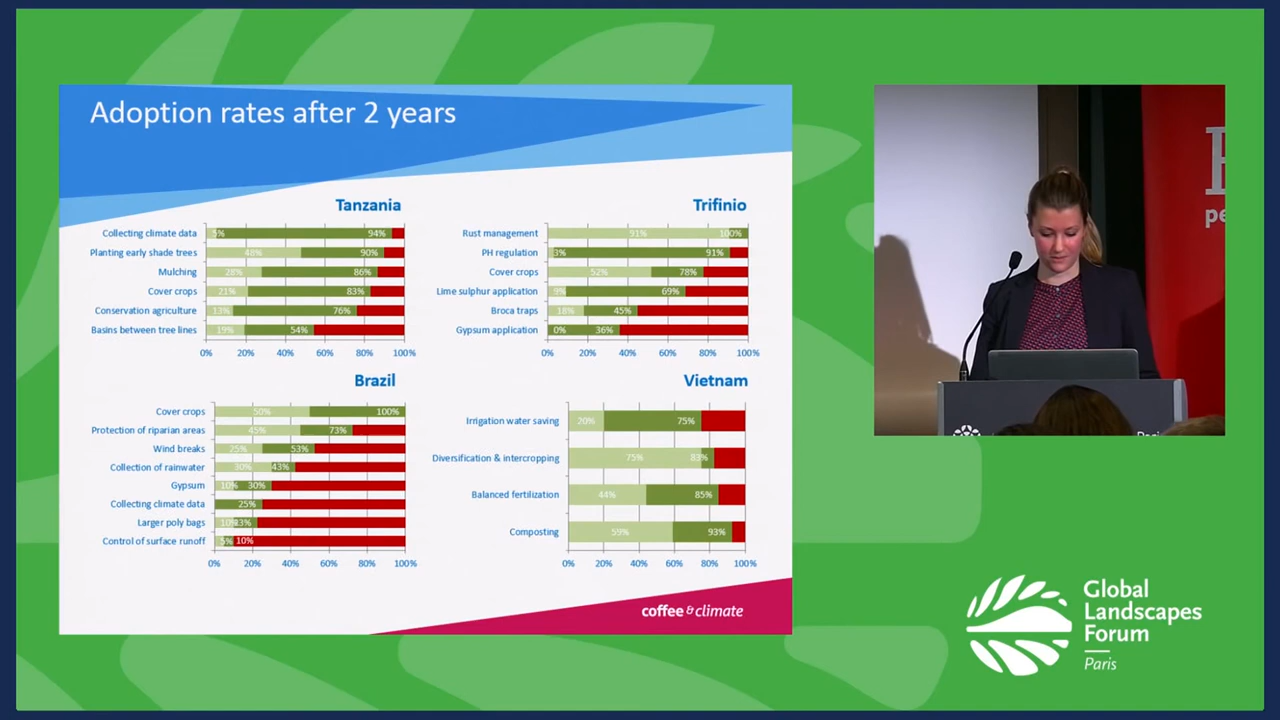 Adoption rates after 2 years
Tanzania
Collecting climate data 5% 94%
Planting early shade trees 48% 90%
Mulching 28% 86%
Cover crops 21% 83%
Conservation agriculture 13% 76%
Basins between tree lines 19% 54%
0% 20% 40% 60% 80% 100%
Trifinio
Rust management 91% 100%
PH regulation 3% 91%
Cover crops 52% 78%
Lime sulphur application 9% 69%
Broca traps 18% 45%
Gypsum application 0% 36%
0% 20% 40% 60% 80% 100%
Brazil
Cover crops 50% 100%
Protection of riparian areas 45% 73%
Wind breaks 25% 53%
Collection of rainwater 30% 43%
Gypsum 10% 30%
Collecting climate data 25%
Larger poly bags 10% 23%
Control of surface runoff 5% 10%
0% 20% 40% 60% 80% 100%
Vietnam
Irrigation water saving 20% 75%
Diversification & intercropping 75% 83%
Balanced fertilization 44% 85%
Composting 59% 93%
0% 20% 40% 60% 80% 100%
coffee & climate
pe
Global
Landscapes
Forum
Paris